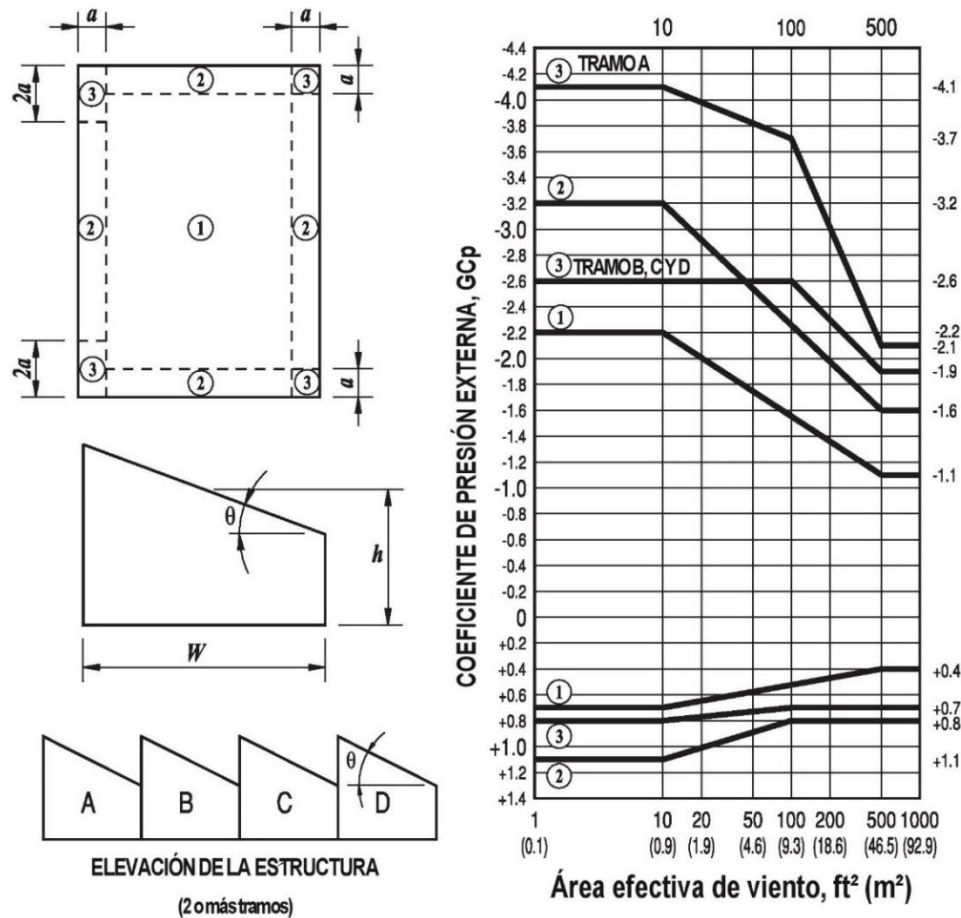 a a
3 2 3
a
2a
2 1 2
2a
3 2 3
a
θ
h
W
A B C D
θ
ELEVACIÓN DE LA ESTRUCTURA
(2 o más tramos)
10 100 500
COEFICIENTE DE PRESIÓN EXTERNA, GCp
-4.4
-4.2
-4.0
-3.8
-3.6
-3.4
-3.2
-3.0
-2.8
-2.6
-2.4
-2.2
-2.0
-1.8
-1.6
-1.4
-1.2
-1.0
-0.8
-0.6
-0.4
-0.2
0
+0.2
+0.4
+0.6
+0.8
+1.0
+1.2
+1.4
3 TRAMO A
2
3 TRAMO B, C Y D
1
1
3
2
-4.1
-3.7
-3.2
-2.6
-2.2
-2.1
-1.9
-1.6
-1.1
+0.4
+0.7
+0.8
+1.1
1 10 20 50 100 200 500 1000
(0.1) (0.9) (1.9) (4.6) (9.3) (18.6) (46.5) (92.9)
Área efectiva de viento, ft² (m²)